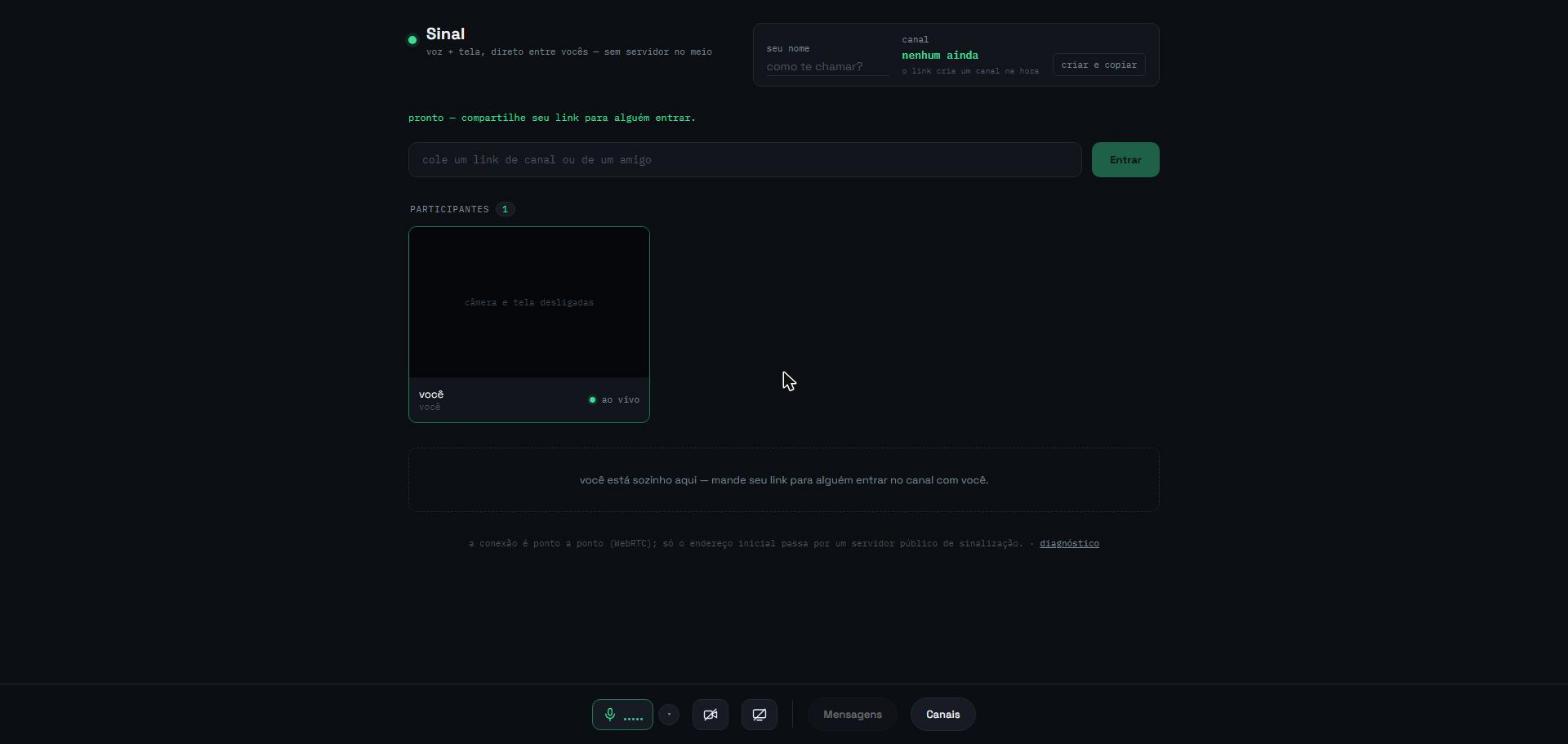 Sinal
voz + tela, direto entre vocês — sem servidor no meio
seu nome
como te chamar?
canal
nenhum ainda
o link cria um canal na hora
criar e copiar
pronto — compartilhe seu link para alguém entrar.
cole um link de canal ou de um amigo
Entrar
PARTICIPANTES 1
câmera e tela desligadas
você
você
ao vivo
você está sozinho aqui — mande seu link para alguém entrar no canal com você.
a conexão é ponto a ponto (WebRTC); só o endereço inicial passa por um servidor público de sinalização. · diagnóstico
Mensagens
Canais